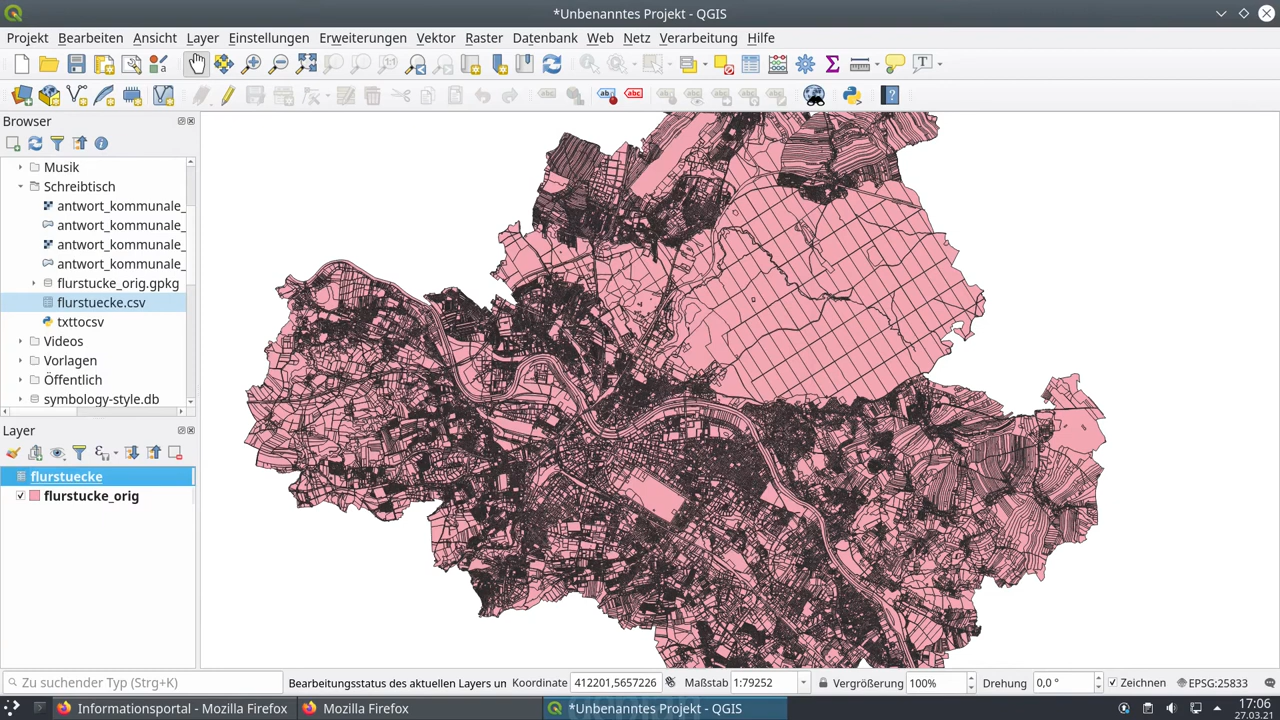 *Unbenanntes Projekt - QGIS
Projekt Bearbeiten Ansicht Layer Einstellungen Erweiterungen Vektor Raster Datenbank Web Netz Verarbeitung Hilfe
Browser
Musik
Schreibtisch
antwort_kommunale_
antwort_kommunale_
antwort_kommunale_
antwort_kommunale_
flurstucke_orig.gpkg
flurstuecke.csv
txttocsv
Videos
Vorlagen
Öffentlich
symbology-style.db
Layer
flurstuecke
flurstucke_orig
Zu suchender Typ (Strg+K) Bearbeitungsstatus des aktuellen Layers un Koordinate 412201,5657226 Maßstab 1:79252 Vergrößerung 100% Drehung 0,0 ° Zeichnen EPSG:25833
Informationsportal - Mozilla Firefox Mozilla Firefox *Unbenanntes Projekt - QGIS 17:06
27.03.21